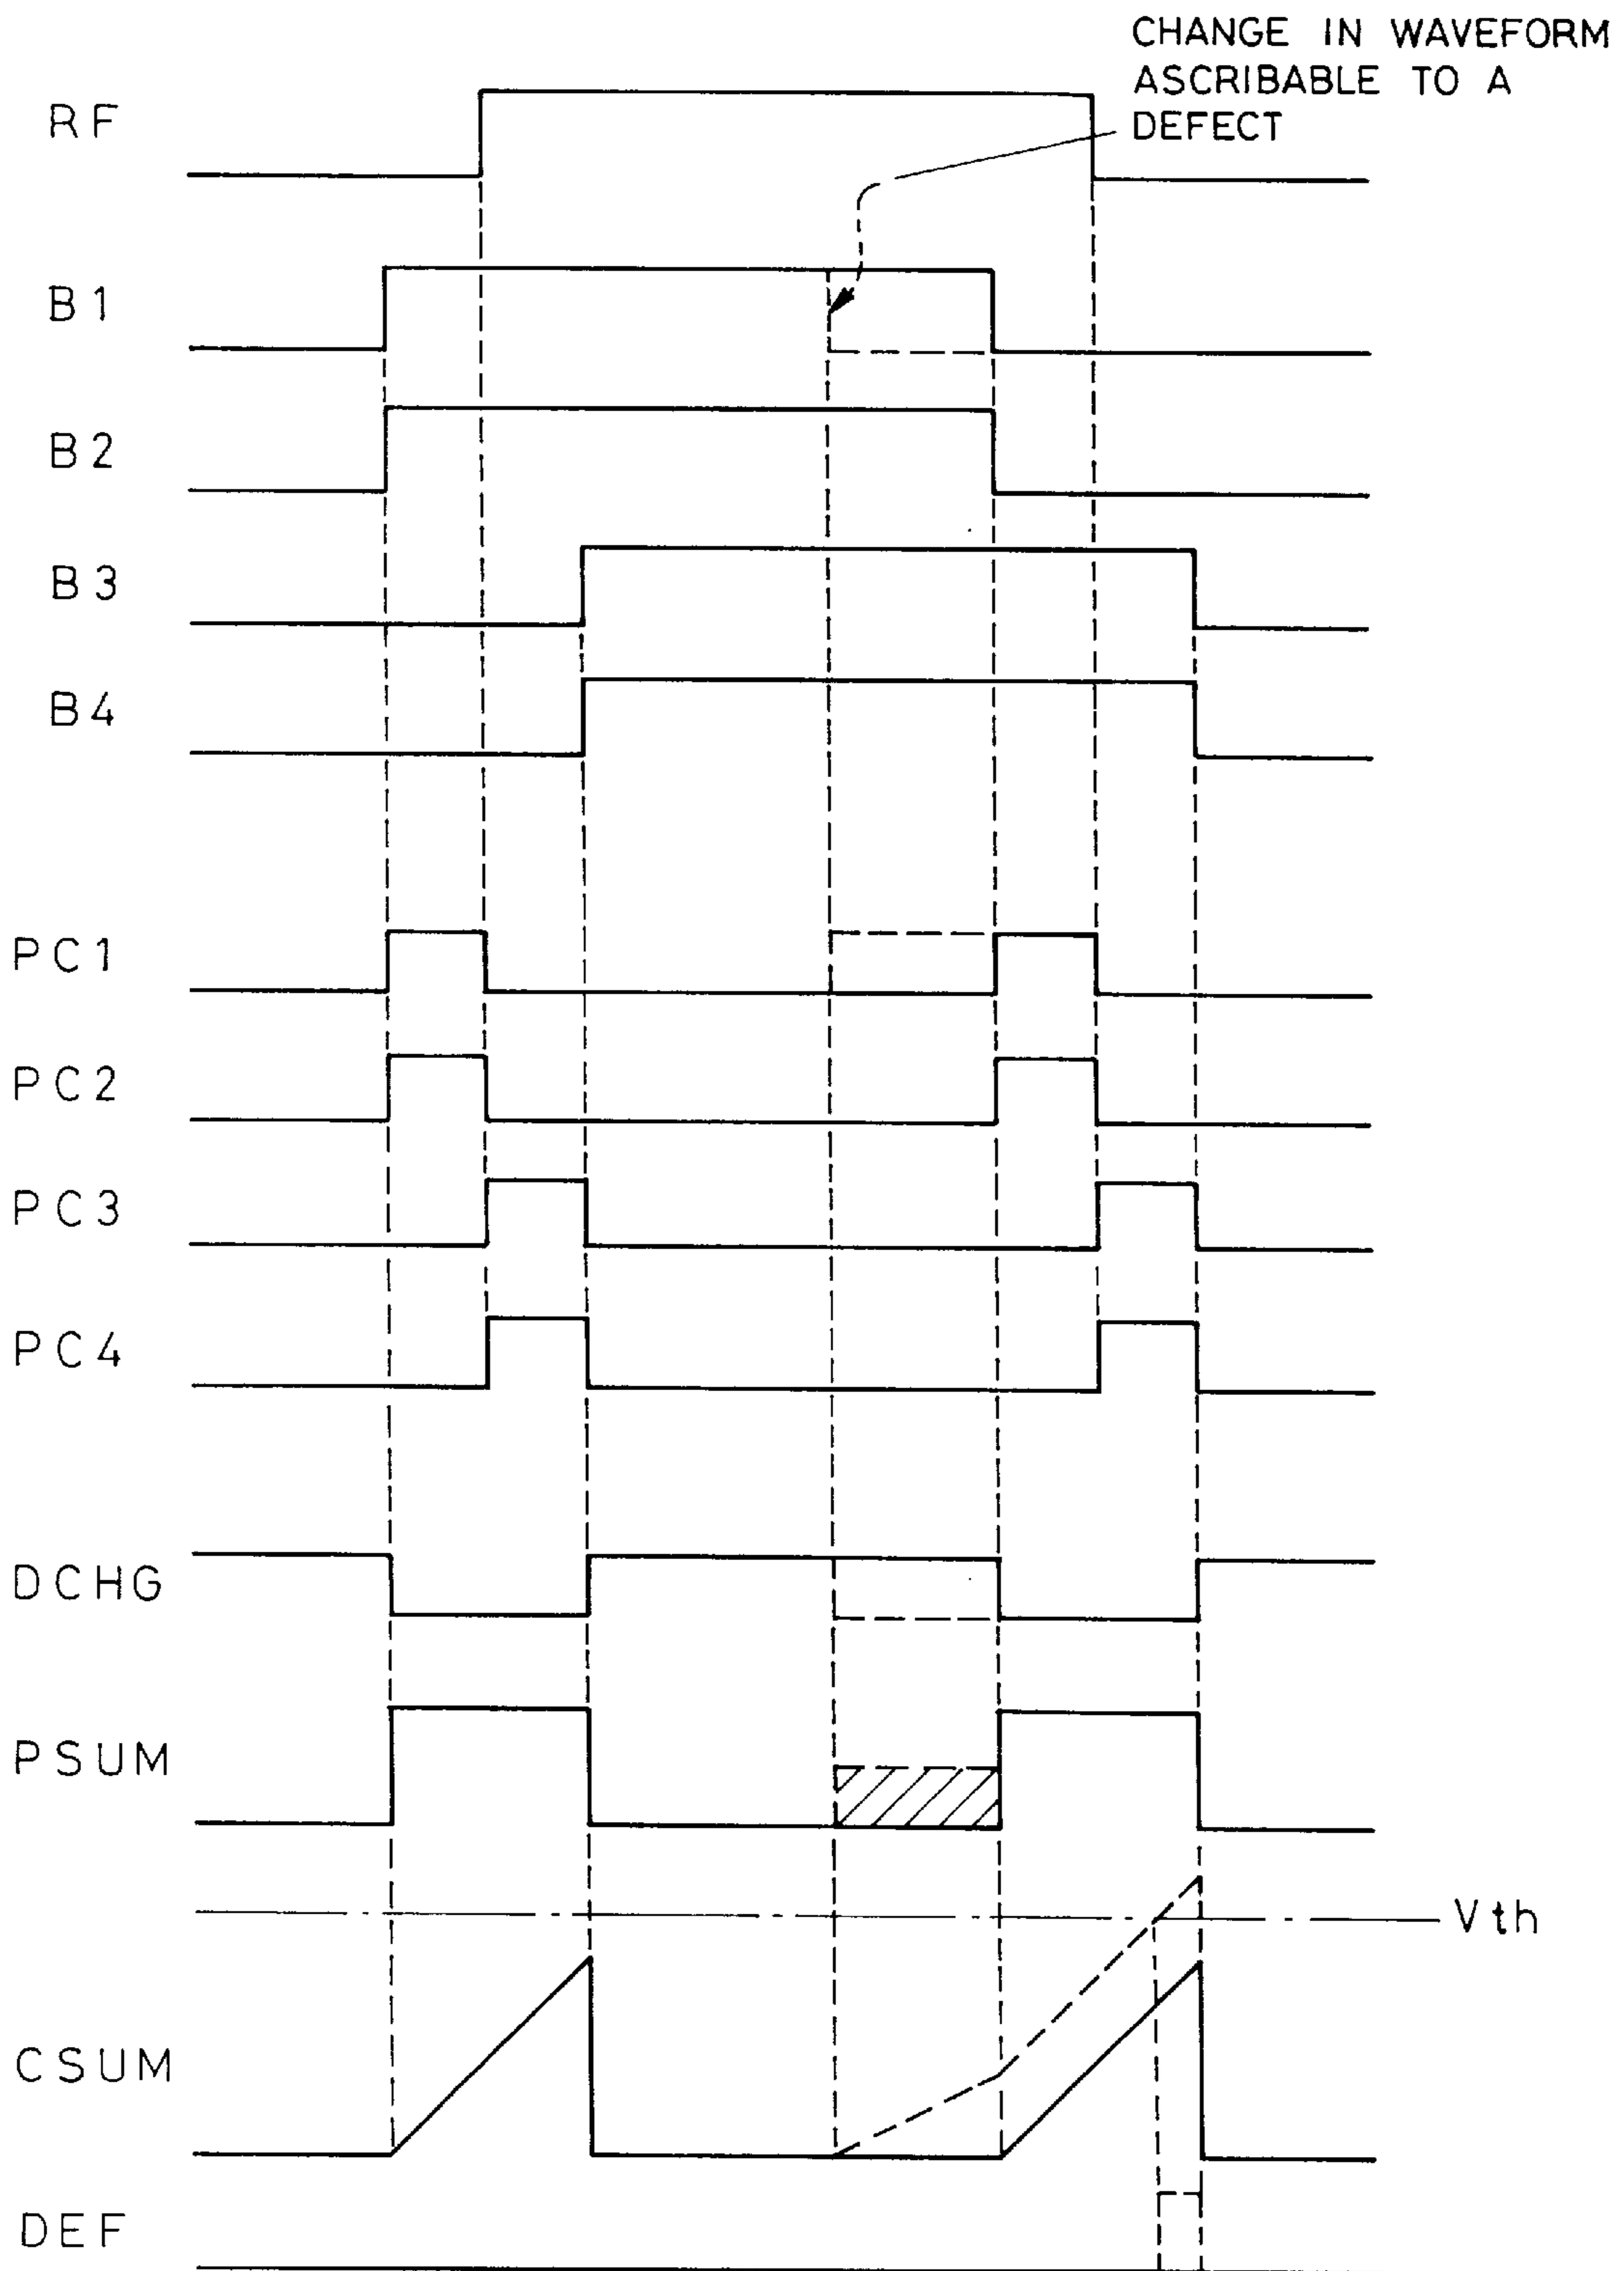 CHANGE IN WAVEFORM
ASCRIBABLE TO A
DEFECT
RF
B1
B2
B3
B4
PC1
PC2
PC3
PC4
DCHG
PSUM
Vth
CSUM
DEF